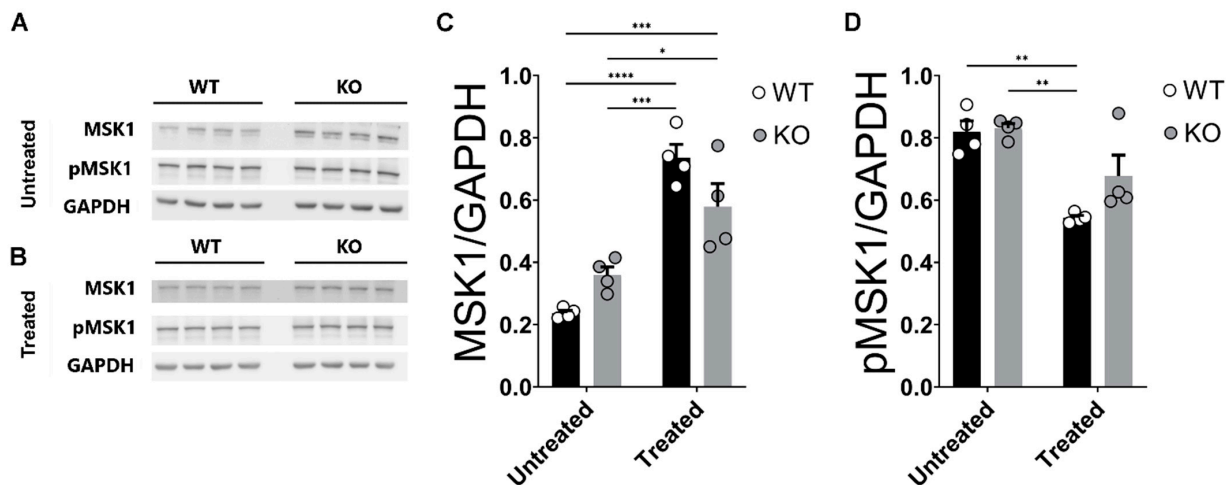 A
WT KO
Untreated
MSK1
pMSK1
GAPDH
B
WT KO
Treated
MSK1
pMSK1
GAPDH
C
***
*
****
***
MSK1/GAPDH
1.0
0.8
0.6
0.4
0.2
0.0
WT
KO
Untreated
Treated
D
**
**
pMSK1/GAPDH
1.0
0.8
0.6
0.4
0.2
0.0
WT
KO
Untreated
Treated